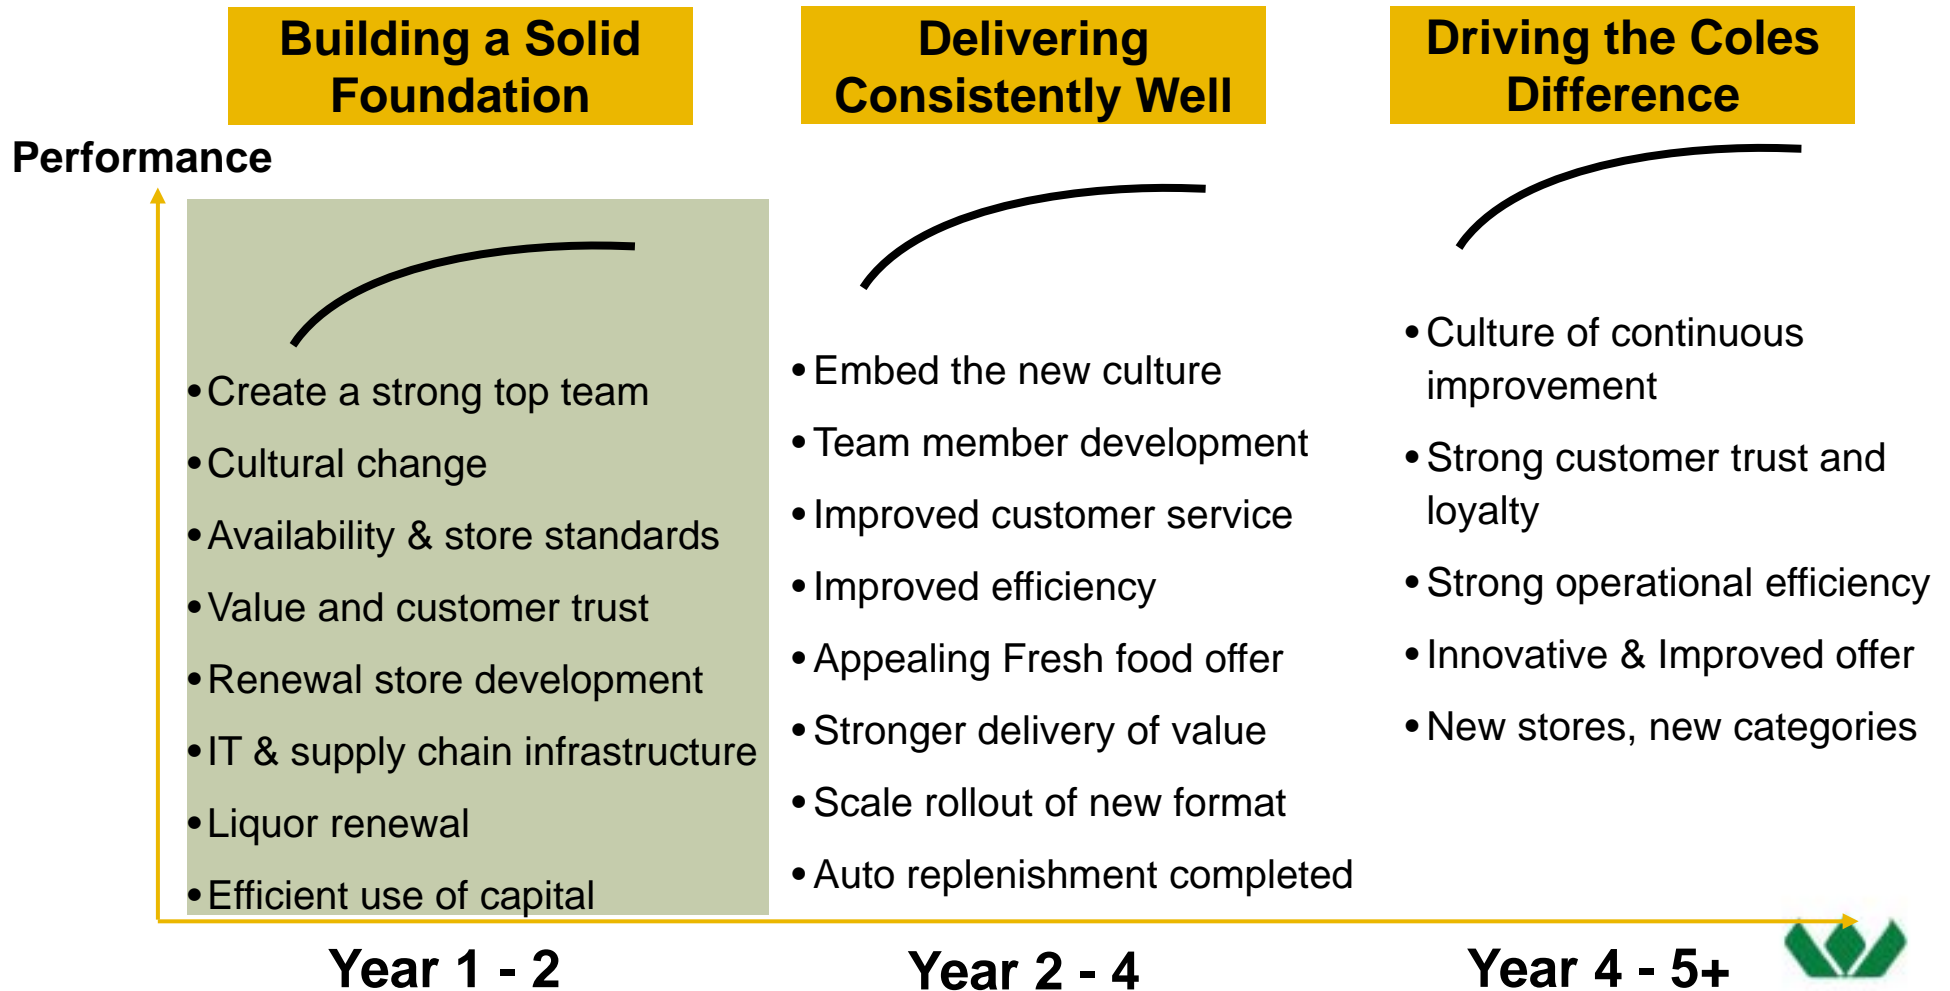 Building a Solid
Foundation
Delivering
Consistently Well
Driving the Coles
Difference
Performance
•Create a strong top team
•Cultural change
•Availability & store standards
•Value and customer trust
•Renewal store development
•IT & supply chain infrastructure
•Liquor renewal
•Efficient use of capital
•Embed the new culture
•Team member development
•Improved customer service
•Improved efficiency
•Appealing Fresh food offer
•Stronger delivery of value
•Scale rollout of new format
•Auto replenishment completed
•Culture of continuous
improvement
•Strong customer trust and
loyalty
•Strong operational efficiency
•Innovative & Improved offer
•New stores, new categories
Year 1 - 2
Year 2 - 4
Year 4 - 5+